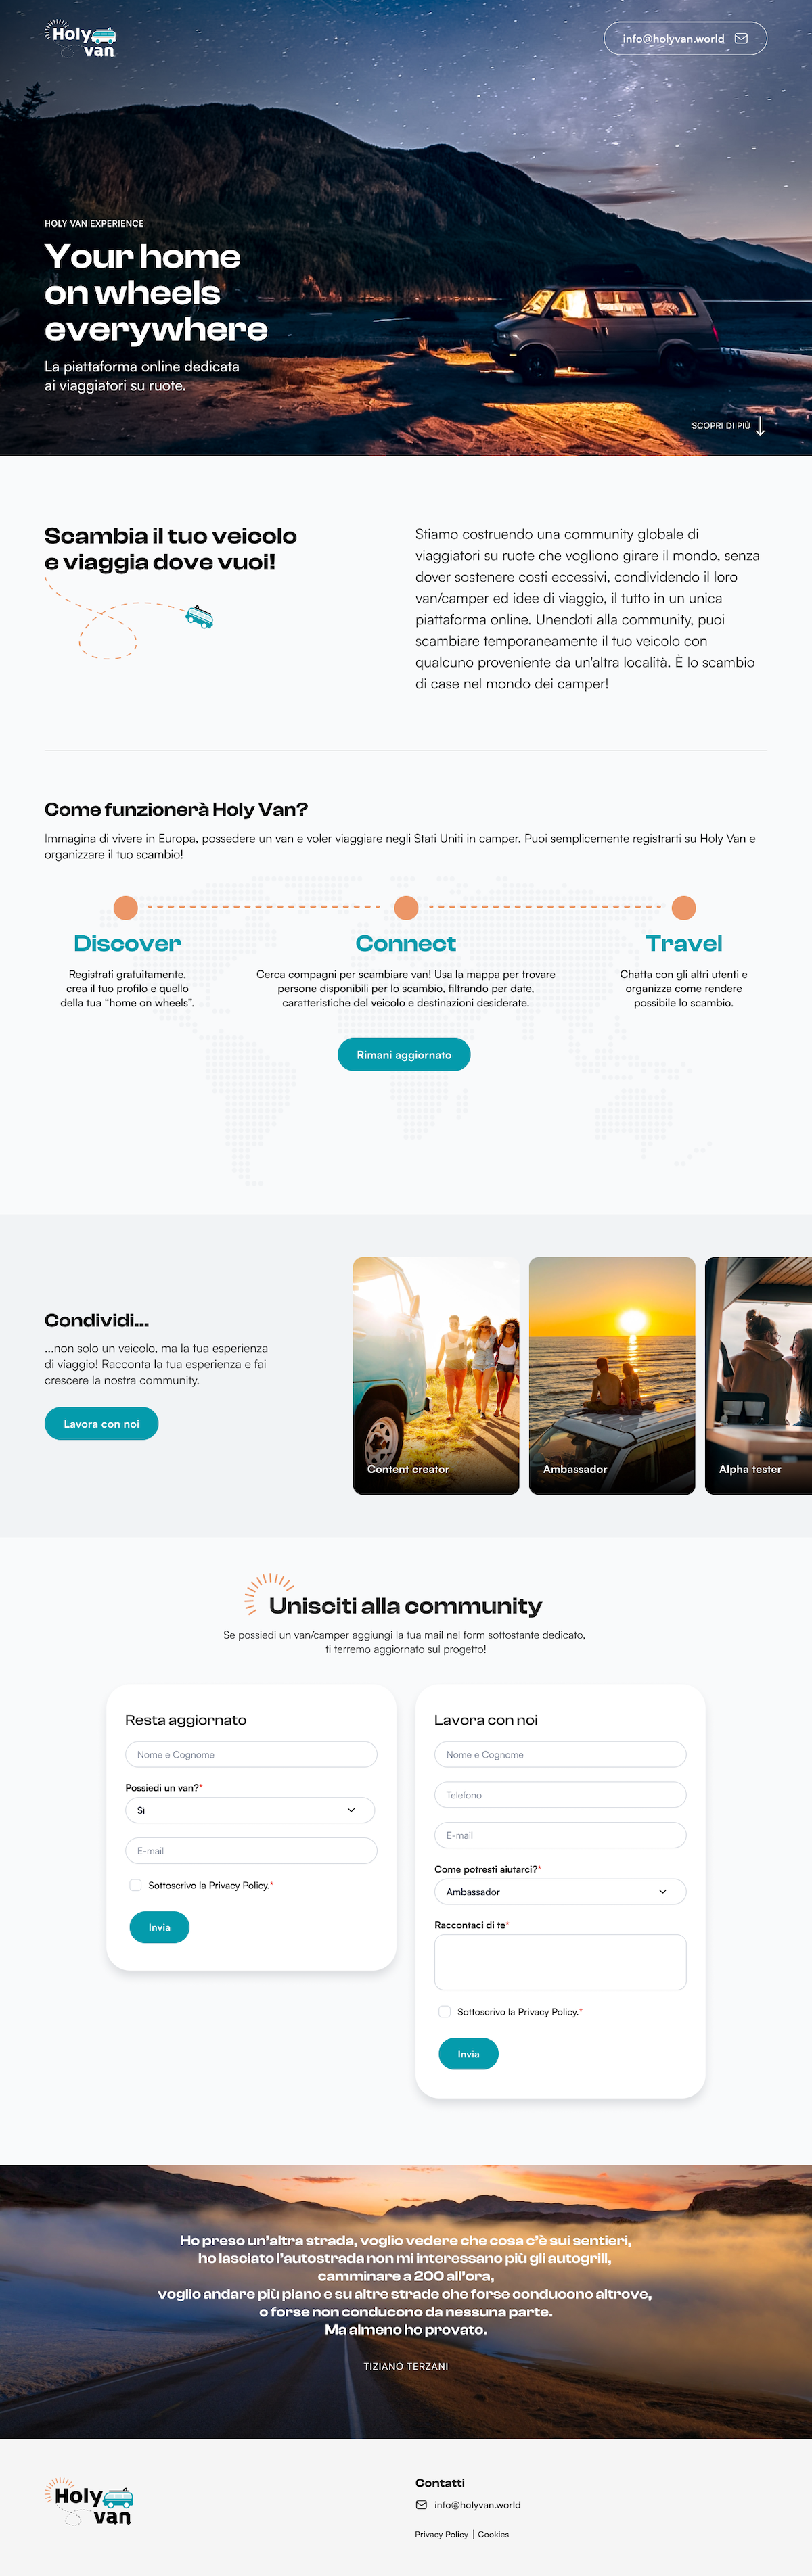 Holy
van
info@holyvan.world
HOLY VAN EXPERIENCE
Your home
on wheels
everywhere
La piattaforma online dedicata
ai viaggiatori su ruote.
SCOPRI DI PIÙ
Scambia il tuo veicolo
e viaggia dove vuoi!
Stiamo costruendo una community globale di
viaggiatori su ruote che vogliono girare il mondo, senza
dover sostenere costi eccessivi, condividendo il loro
van/camper ed idee di viaggio, il tutto in un unica
piattaforma online. Unendoti alla community, puoi
scambiare temporaneamente il tuo veicolo con
qualcuno proveniente da un'altra località. È lo scambio
di case nel mondo dei camper!
Come funzionerà Holy Van?
Immagina di vivere in Europa, possedere un van e voler viaggiare negli Stati Uniti in camper. Puoi semplicemente registrarti su Holy Van e
organizzare il tuo scambio!
Discover
Registrati gratuitamente,
crea il tuo profilo e quello
della tua “home on wheels”.
Connect
Cerca compagni per scambiare van! Usa la mappa per trovare
persone disponibili per lo scambio, filtrando per date,
caratteristiche del veicolo e destinazioni desiderate.
Travel
Chatta con gli altri utenti e
organizza come rendere
possibile lo scambio.
Rimani aggiornato
Condividi...
...non solo un veicolo, ma la tua esperienza
di viaggio! Racconta la tua esperienza e fai
crescere la nostra community.
Lavora con noi
Content creator
Ambassador
Alpha tester
Unisciti alla community
Se possiedi un van/camper aggiungi la tua mail nel form sottostante dedicato,
ti terremo aggiornato sul progetto!
Resta aggiornato
Nome e Cognome
Possiedi un van?*
Sì
E-mail
Sottoscrivo la Privacy Policy.*
Invia
Lavora con noi
Nome e Cognome
Telefono
E-mail
Come potresti aiutarci?*
Ambassador
Raccontaci di te*
Sottoscrivo la Privacy Policy.*
Invia
Ho preso un’altra strada, voglio vedere che cosa c’è sui sentieri,
ho lasciato l’autostrada non mi interessano più gli autogrill,
camminare a 200 all’ora,
voglio andare più piano e su altre strade che forse conducono altrove,
o forse non conducono da nessuna parte.
Ma almeno ho provato.
TIZIANO TERZANI
Holy
van
Contatti
info@holyvan.world
Privacy Policy | Cookies